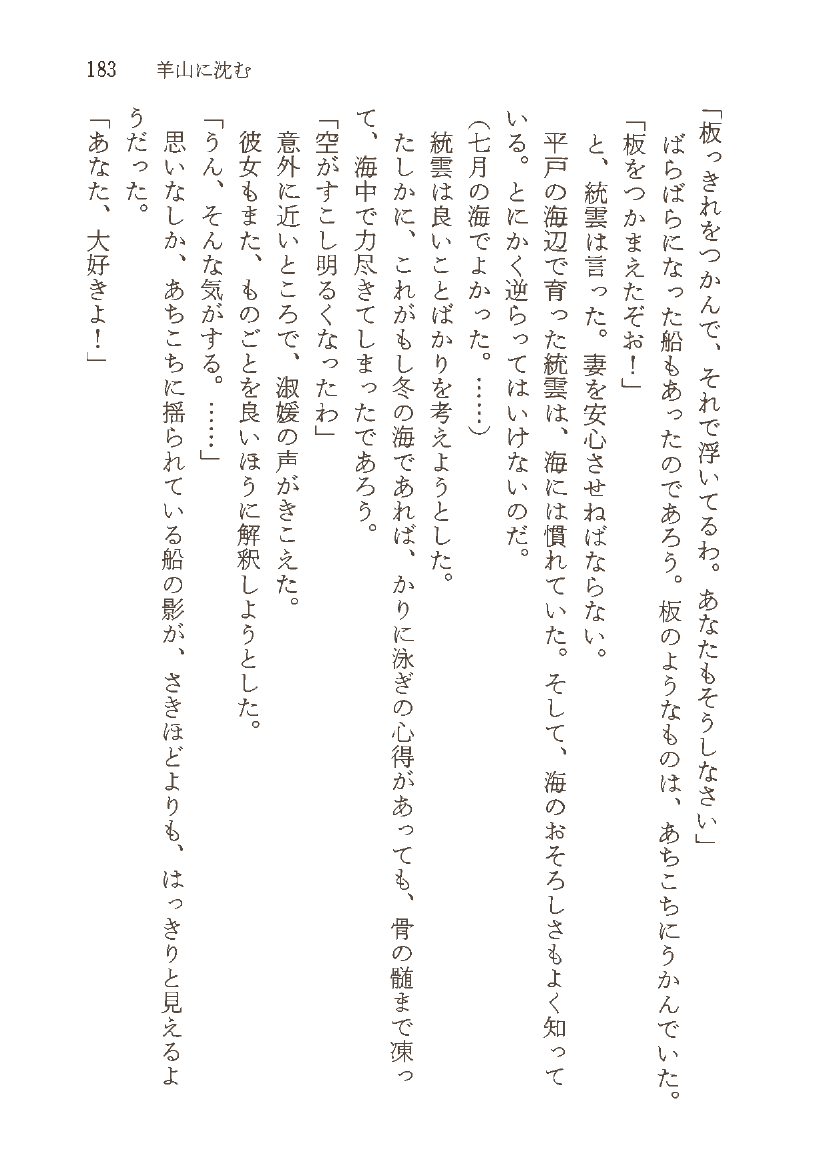 183　羊山に沈む
「板っきれをつかんで、それで浮いてるわ。あなたもそうしなさい」
ばらばらになった船もあったのであろう。板のようなものは、あちこちにうかんでいた。
「板をつかまえたぞお！」
と、統雲は言った。妻を安心させねばならない。
平戸の海辺で育った統雲は、海には慣れていた。そして、海のおそろしさもよく知って
いる。とにかく逆らってはいけないのだ。
（七月の海でよかった。……）
統雲は良いことばかりを考えようとした。
たしかに、これがもし冬の海であれば、かりに泳ぎの心得があっても、骨の髄まで凍っ
て、海中で力尽きてしまったであろう。
「空がすこし明るくなったわ」
意外に近いところで、淑媛の声がきこえた。
彼女もまた、ものごとを良いほうに解釈しようとした。
「うん、そんな気がする。……」
思いなしか、あちこちに揺られている船の影が、さきほどよりも、はっきりと見えるよ
うだった。
「あなた、大好きよ！」